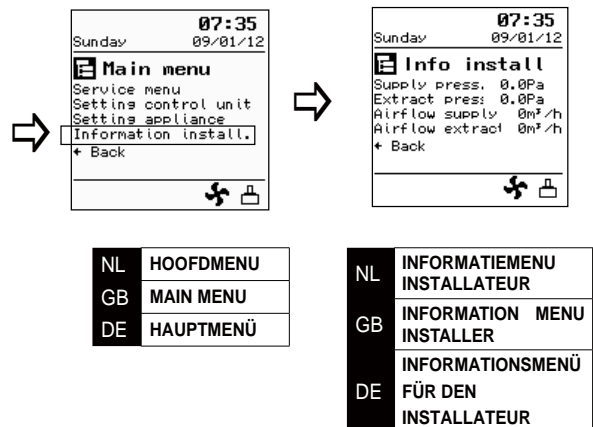 07:35
Sunday 09/01/12
Main menu
Service menu
Setting control unit
Setting appliance
Information install.
+ Back
07:35
Sunday 09/01/12
Info install
Supply press. 0.0Pa
Extract press 0.0Pa
Airflow supply 0m³/h
Airflow extract 0m³/h
+ Back
NL HOOFDMENU
GB MAIN MENU
DE HAUPTMENÜ
NL INFORMATIEMENU
INSTALLATEUR
GB INFORMATION MENU
INSTALLER
INFORMATIONSMENÜ
DE FÜR DEN
INSTALLATEUR